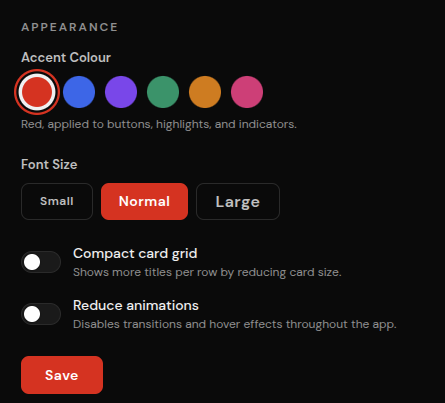 APPEARANCE
Accent Colour
Red, applied to buttons, highlights, and indicators.
Font Size
Small Normal Large
Compact card grid
Shows more titles per row by reducing card size.
Reduce animations
Disables transitions and hover effects throughout the app.
Save